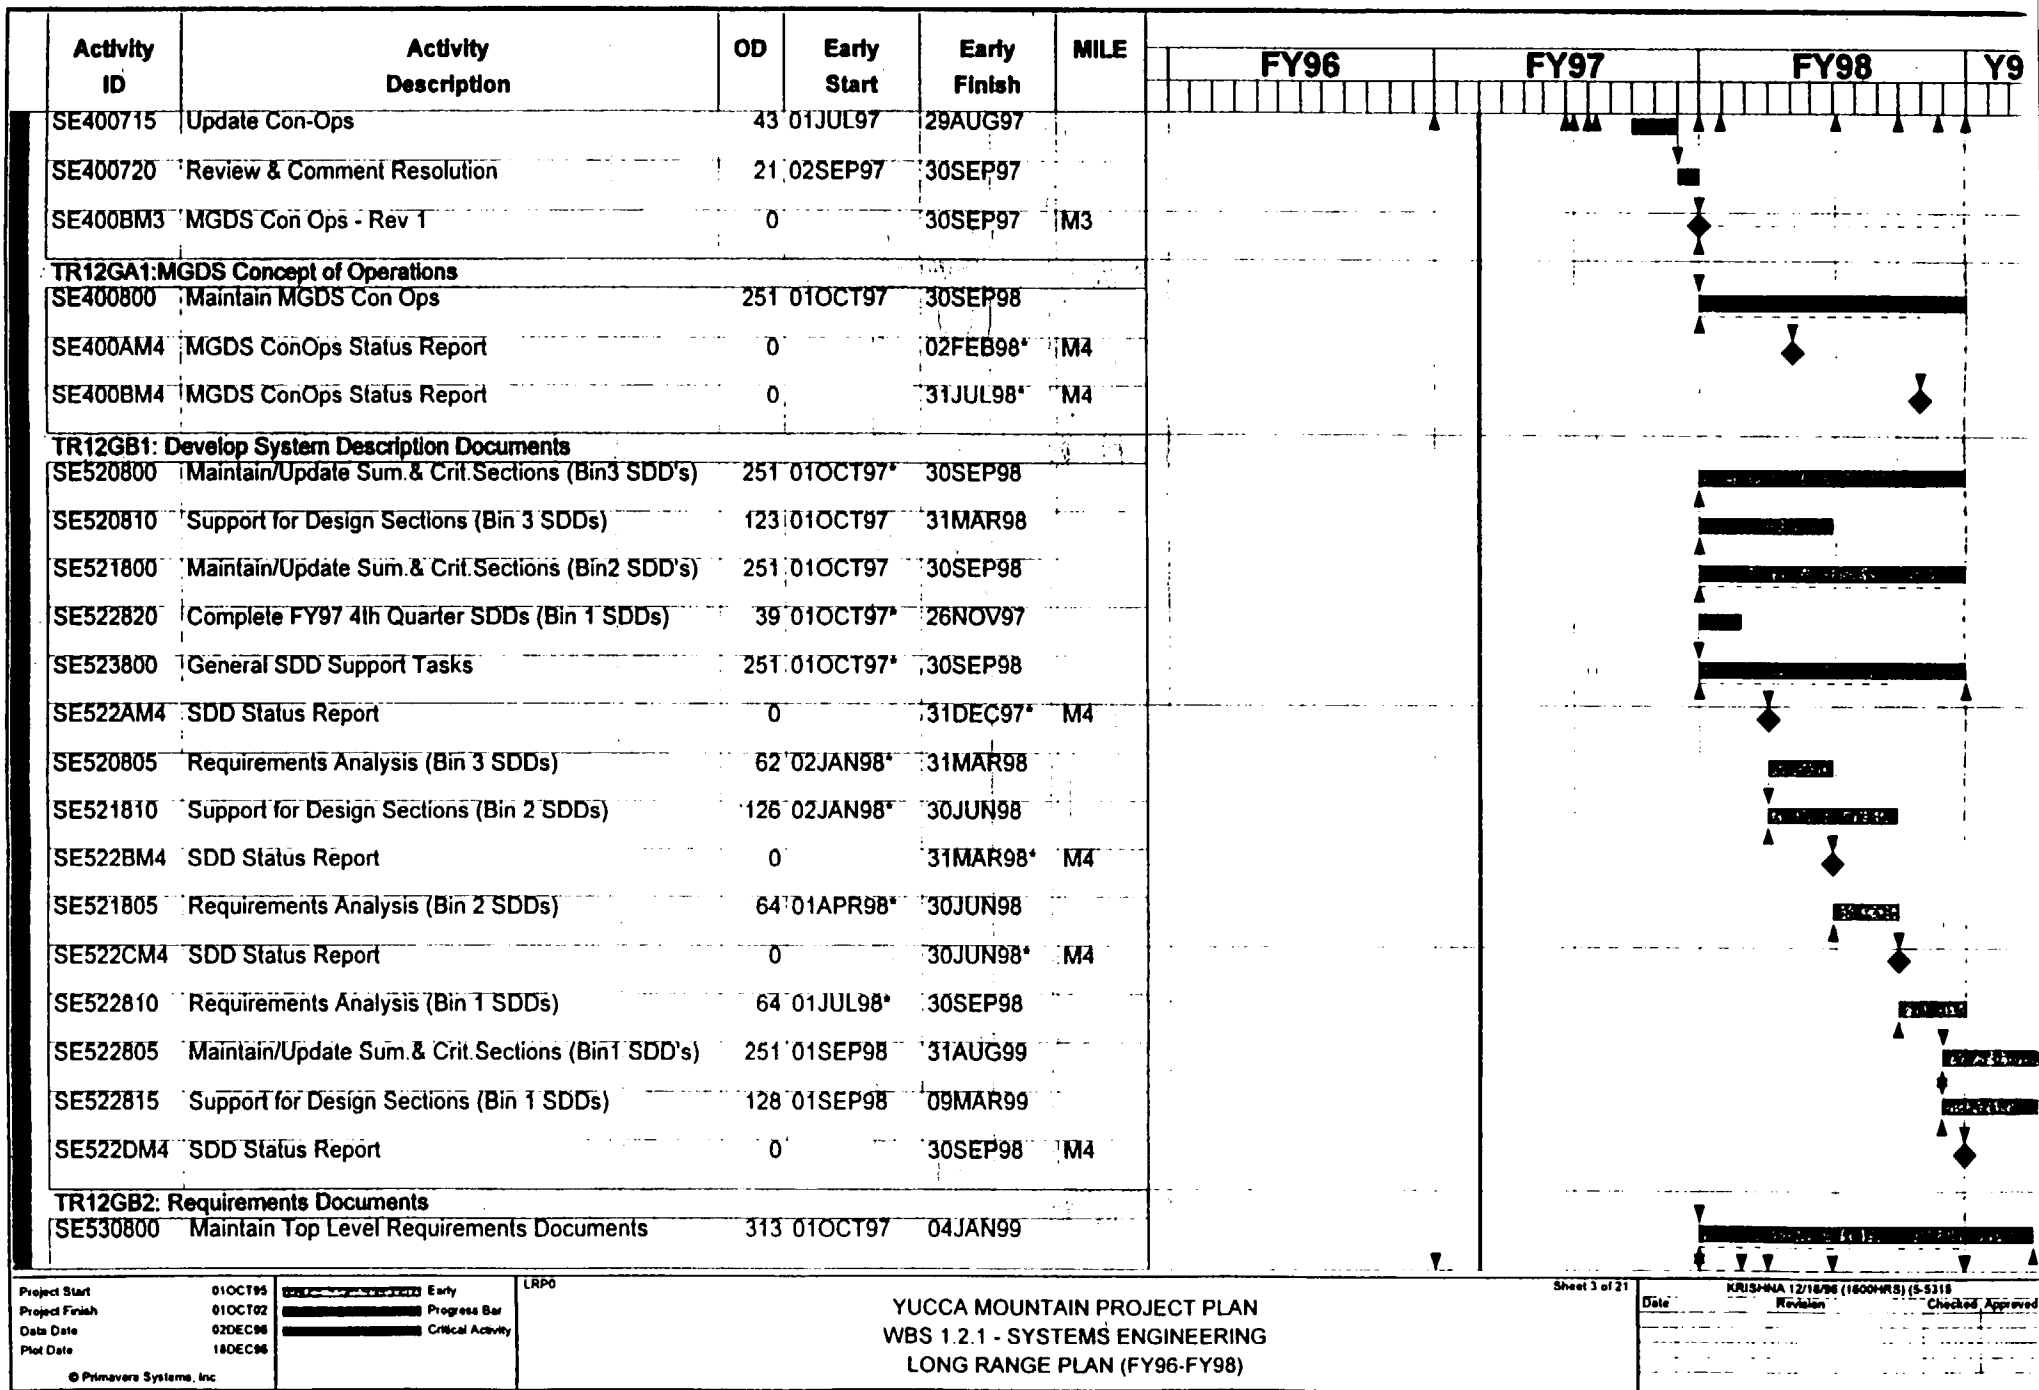 Activity ID Activity Description OD Early Start Early Finish MILE FY96 FY97 FY98 Y9
SE400715 Update Con-Ops 43 01JUL97 29AUG97
SE400720 Review & Comment Resolution 21 02SEP97 30SEP97
SE400BM3 MGDS Con Ops - Rev 1 0 30SEP97 M3
TR12GA1:MGDS Concept of Operations
SE400800 Maintain MGDS Con Ops 251 01OCT97 30SEP98
SE400AM4 MGDS ConOps Status Report 0 02FEB98* M4
SE400BM4 MGDS ConOps Status Report 0 31JUL98* M4
TR12GB1: Develop System Description Documents
SE520800 Maintain/Update Sum.& Crit.Sections (Bin3 SDD's) 251 01OCT97* 30SEP98
SE520810 Support for Design Sections (Bin 3 SDDs) 123 01OCT97 31MAR98
SE521800 Maintain/Update Sum.& Crit.Sections (Bin2 SDD's) 251 01OCT97 30SEP98
SE522820 Complete FY97 4th Quarter SDDs (Bin 1 SDDs) 39 01OCT97* 26NOV97
SE523800 General SDD Support Tasks 251 01OCT97* 30SEP98
SE522AM4 SDD Status Report 0 31DEC97* M4
SE520805 Requirements Analysis (Bin 3 SDDs) 62 02JAN98* 31MAR98
SE521810 Support for Design Sections (Bin 2 SDDs) 126 02JAN98* 30JUN98
SE522BM4 SDD Status Report 0 31MAR98* M4
SE521805 Requirements Analysis (Bin 2 SDDs) 64 01APR98* 30JUN98
SE522CM4 SDD Status Report 0 30JUN98* M4
SE522810 Requirements Analysis (Bin 1 SDDs) 64 01JUL98* 30SEP98
SE522805 Maintain/Update Sum.& Crit.Sections (Bin1 SDD's) 251 01SEP98 31AUG99
SE522815 Support for Design Sections (Bin 1 SDDs) 128 01SEP98 09MAR99
SE522DM4 SDD Status Report 0 30SEP98 M4
TR12GB2: Requirements Documents
SE530800 Maintain Top Level Requirements Documents 313 01OCT97 04JAN99
Project Start 01OCT95
Project Finish 01OCT02
Data Date 02DEC96
Plot Date 18DEC96
© Primavera Systems, Inc.
Early
Progress Bar
Critical Activity
LRP0
YUCCA MOUNTAIN PROJECT PLAN
WBS 1.2.1 - SYSTEMS ENGINEERING
LONG RANGE PLAN (FY96-FY98)
Sheet 3 of 21
KRISHNA 12/18/96 (1600HRS) (5-5315
Date Revision Checked Approved